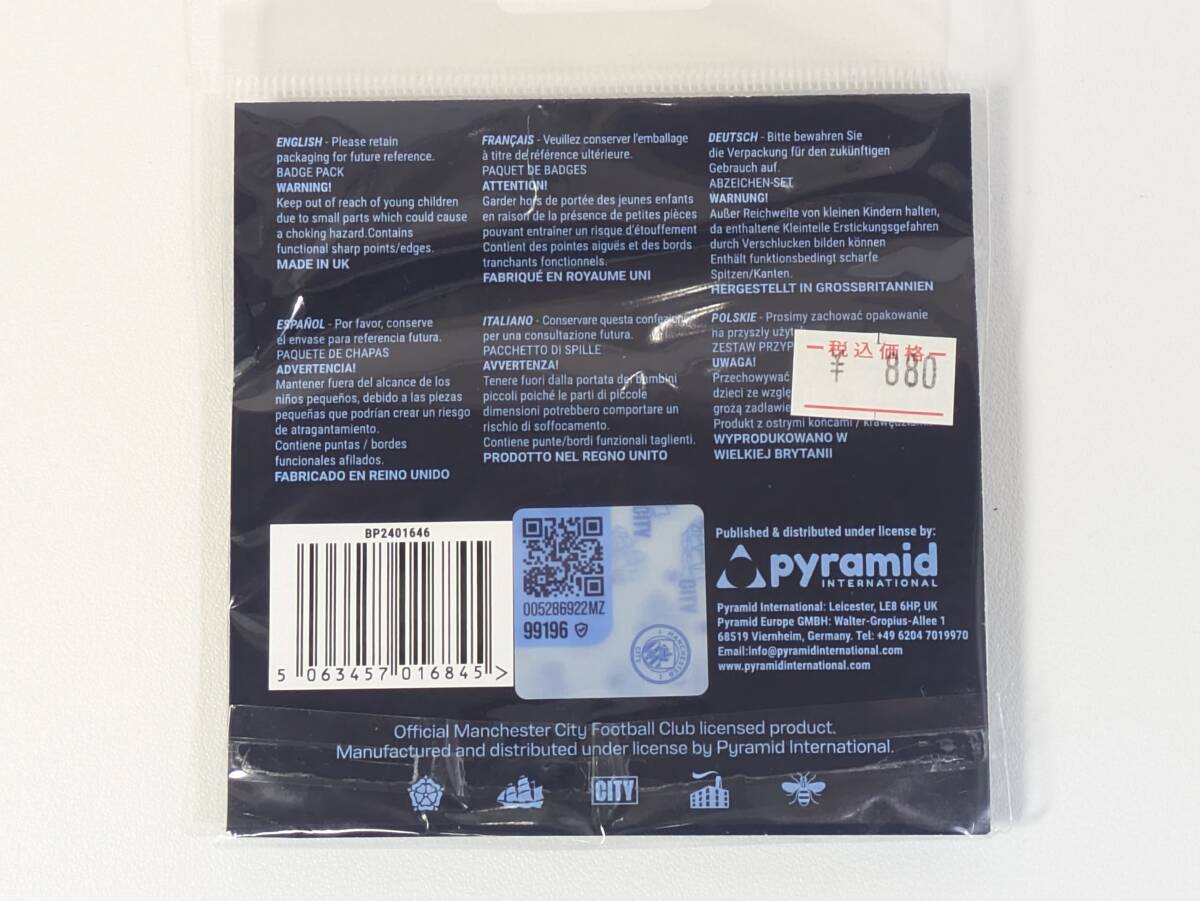 ENGLISH - Please retain
packaging for future reference.
BADGE PACK
WARNING!
Keep out of reach of young children
due to small parts which could cause
a choking hazard.Contains
functional sharp points/edges.
MADE IN UK
FRANÇAIS - Veuillez conserver l'emballage
à titre de référence ultérieure.
PAQUET DE BADGES
ATTENTION!
Garder hors de portée des jeunes enfants
en raison de la présence de petites pièces
pouvant entraîner un risque d'étouffement
Contient des pointes aiguës et des bords
tranchants fonctionnels.
FABRIQUÉ EN ROYAUME UNI
DEUTSCH - Bitte bewahren Sie
die Verpackung für den zukünftigen
Gebrauch auf.
ABZEICHEN-SET
WARNUNG!
Außer Reichweite von kleinen Kindern halten,
da enthaltene Kleinteile Erstickungsgefahren
durch Verschlucken bilden können
Enthält funktionsbedingt scharfe
Spitzen/Kanten.
HERGESTELLT IN GROSSBRITANNIEN
ESPAÑOL - Por favor, conserve
el envase para referencia futura.
PAQUETE DE CHAPAS
ADVERTENCIA!
Mantener fuera del alcance de los
niños pequeños, debido a las piezas
pequeñas que podrían crear un riesgo
de atragantamiento.
Contiene puntas / bordes
funcionales afilados.
FABRICADO EN REINO UNIDO
ITALIANO - Conservare questa confezione
per una consultazione futura.
PACCHETTO DI SPILLE
AVVERTENZA!
Tenere fuori dalla portata dei bambini
piccoli poiché le parti di piccole
dimensioni potrebbero comportare un
rischio di soffocamento.
Contiene punte/bordi funzionali taglienti.
PRODOTTO NEL REGNO UNITO
POLSKIE - Prosimy zachować opakowanie
na przyszły
ZESTAW
UWAGA!
Przechowywać
dzieci ze
grożą
Produkt z ostrymi końcami /
WYPRODUKOWANO W
WIELKIEJ BRYTANII
税込価格
¥ 880
BP2401646
5 063457 016845 >
005286922MZ
99196
CITY
CITY
MANCHESTER
CITY
Published & distributed under license by:
pyramid
INTERNATIONAL
Pyramid International: Leicester, LE8 6HP, UK
Pyramid Europe GMBH: Walter-Gropius-Allee 1
68519 Viernheim, Germany. Tel: +49 6204 7019970
Email:info@pyramidinternational.com
www.pyramidinternational.com
Official Manchester City Football Club licensed product.
Manufactured and distributed under license by Pyramid International.
CITY